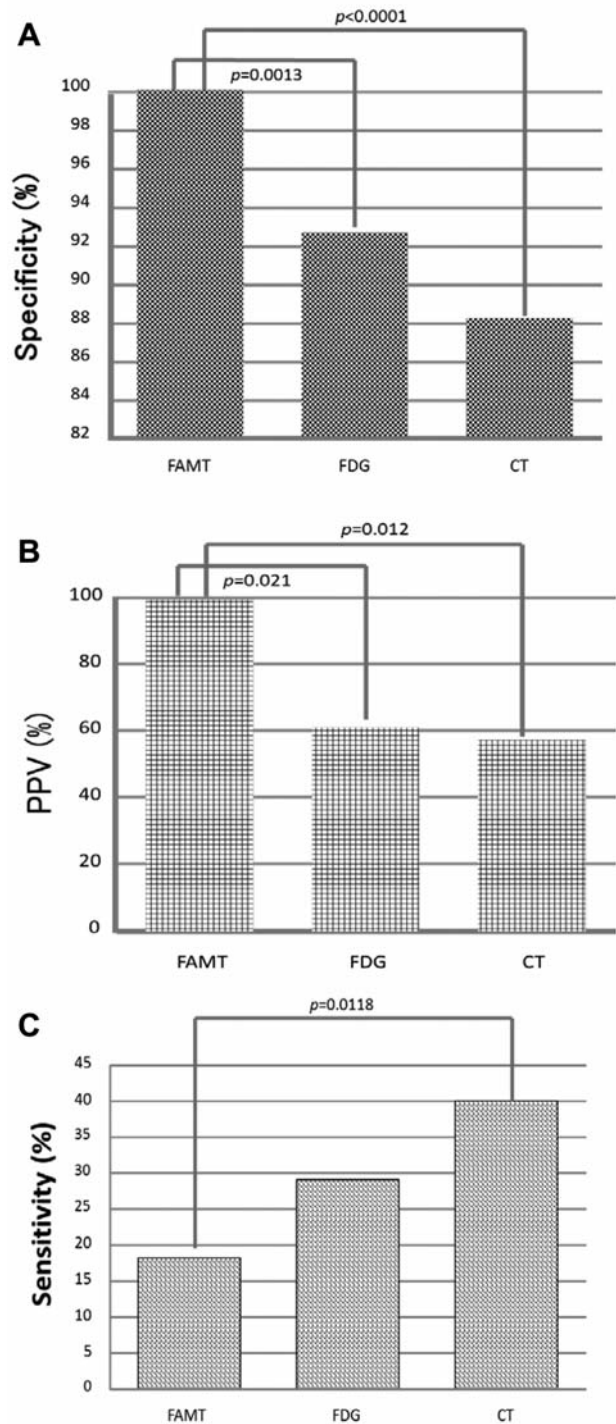 A
p<0.0001
p=0.0013
Specificity (%)
100
98
96
94
92
90
88
86
84
82
FAMT FDG CT
B
p=0.012
p=0.021
PPV (%)
100
80
60
40
20
0
FAMT FDG CT
C
p=0.0118
Sensitivity (%)
45
40
35
30
25
20
15
10
5
0
FAMT FDG CT